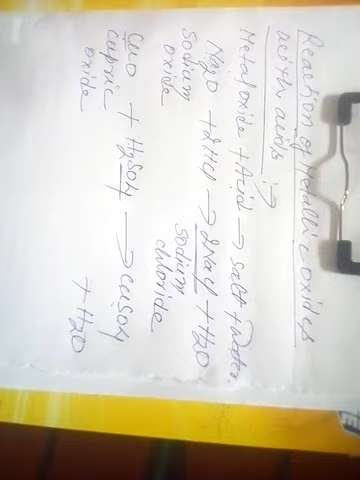 Reaction of Metallic oxides
with acids :→
Metal oxide + Acid → salt + water.
Na2O + 2HCl → 2NaCl + H2O
Sodium oxide Sodium chloride
CuO + H2SO4 → CuSO4
cupric oxide + H2O